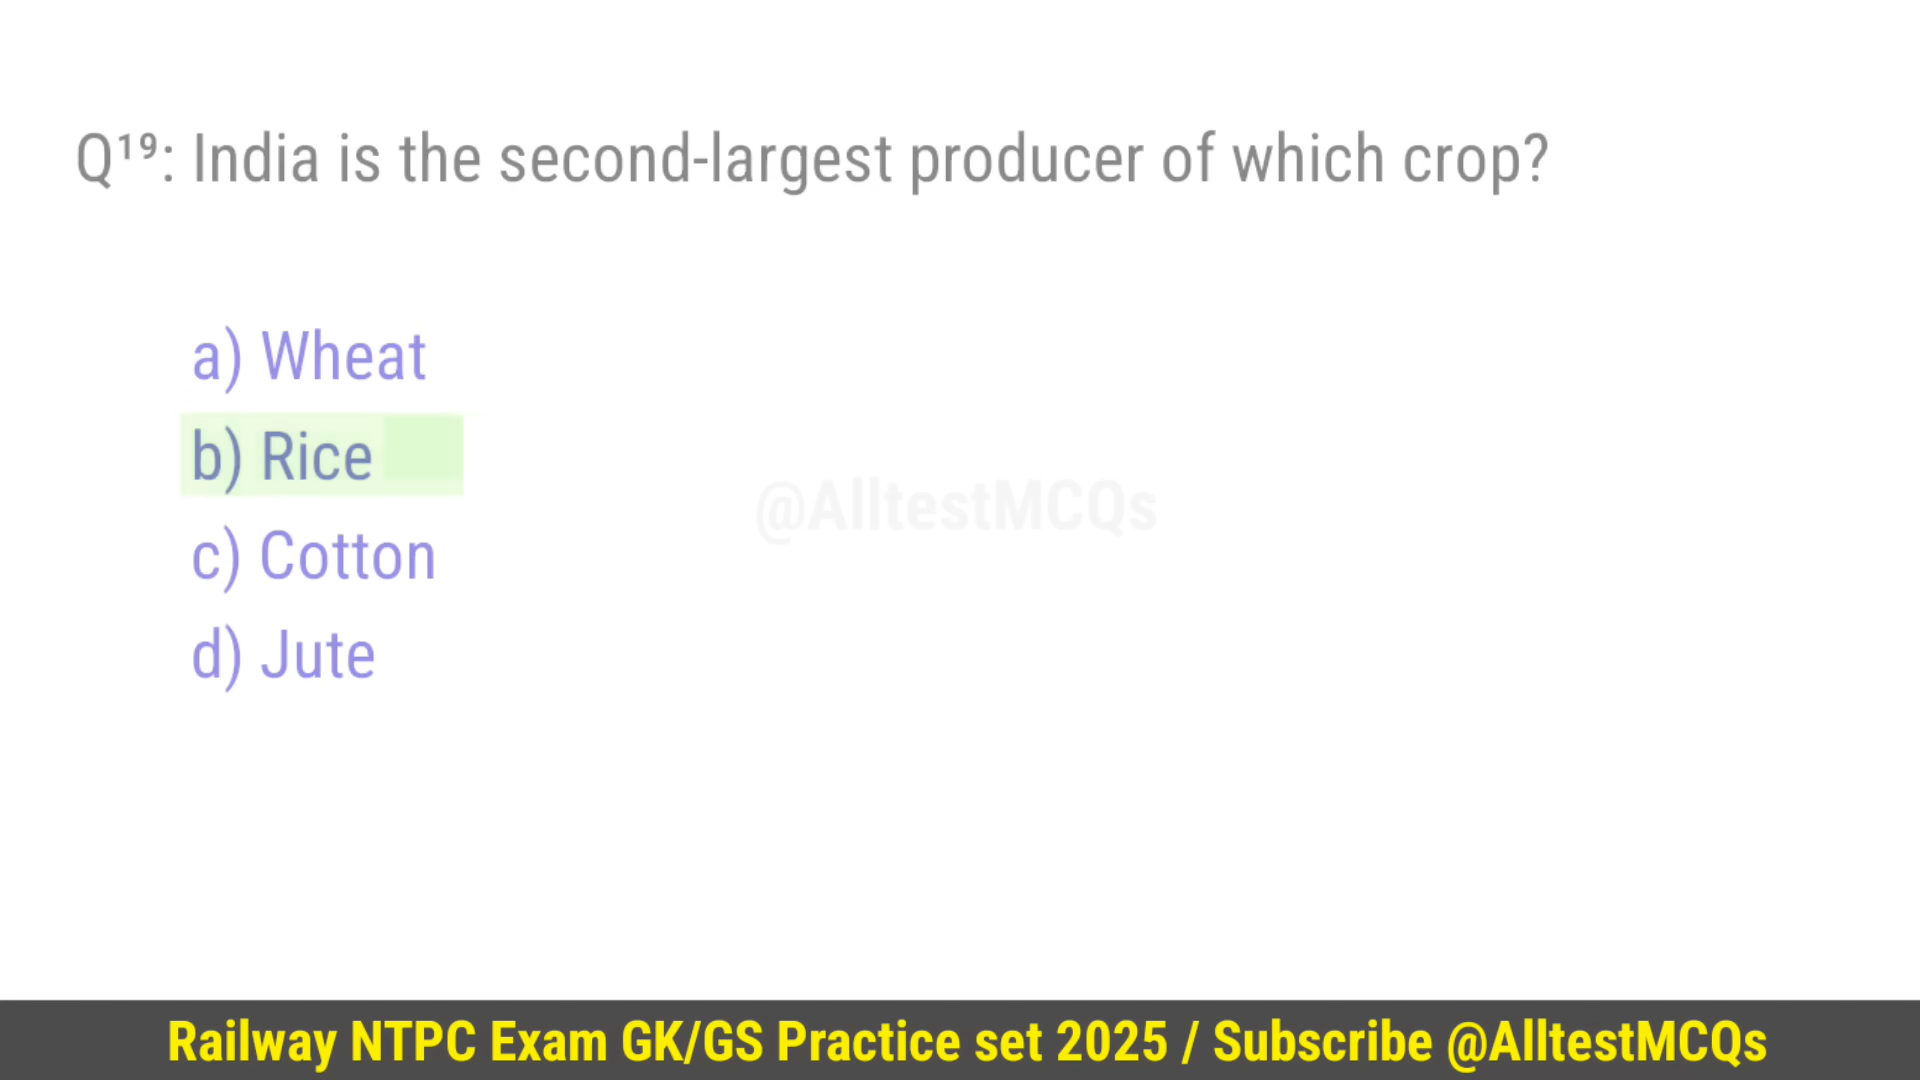 Q¹⁹: India is the second-largest producer of which crop?
a) Wheat
b) Rice
@AlltestMCQs
c) Cotton
d) Jute
Railway NTPC Exam GK/GS Practice set 2025 / Subscribe @AlltestMCQs